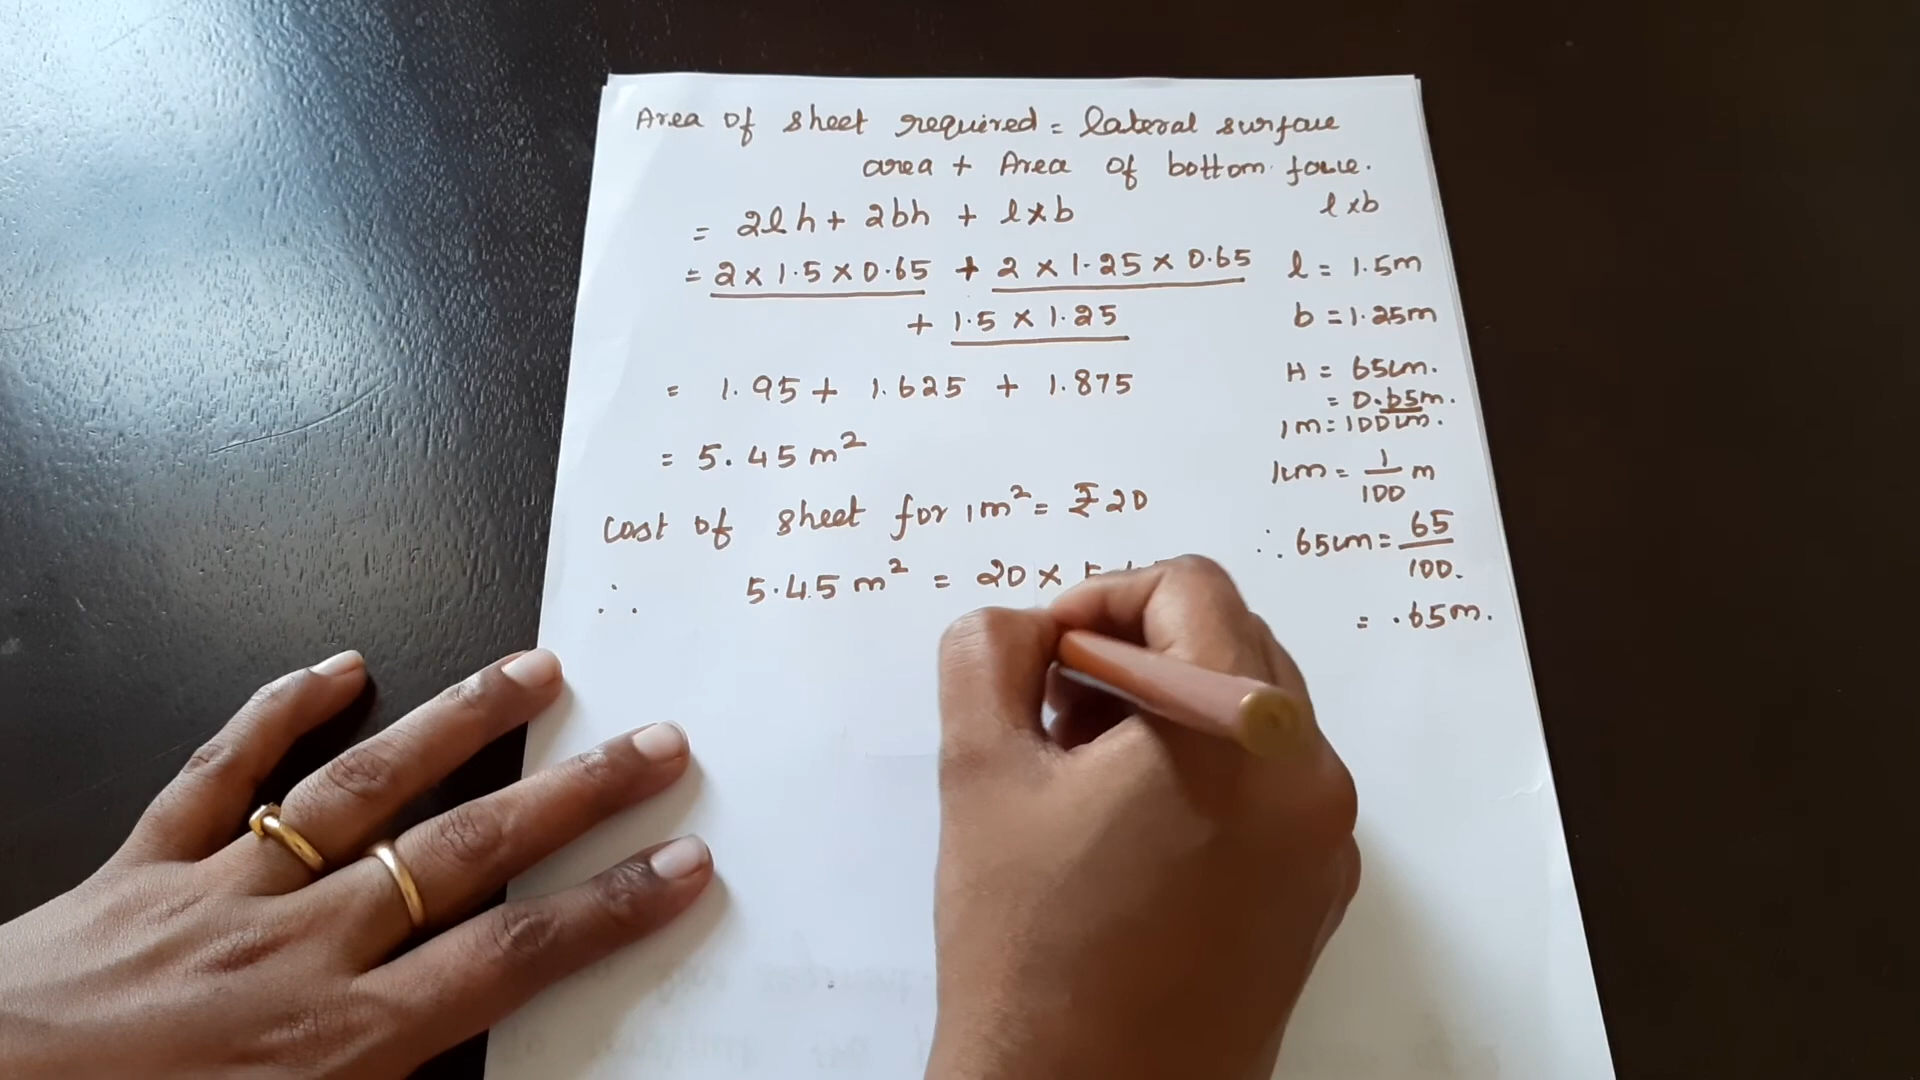 Area Of sheet required = lateral surface
area + Area Of bottom face.
l x b
= 2lh + 2bh + l x b
= 2 x 1.5 x 0.65 + 2 x 1.25 x 0.65
+ 1.5 x 1.25
= 1.95 + 1.625 + 1.875
= 5.45 m²
Cost of sheet for 1m² = ₹20
∴ 5.45 m² = 20 x
l = 1.5m
b = 1.25m
H = 65cm.
= 0.65m.
1m = 100cm.
1cm = 1/100 m
∴ 65cm = 65/100.
= .65m.